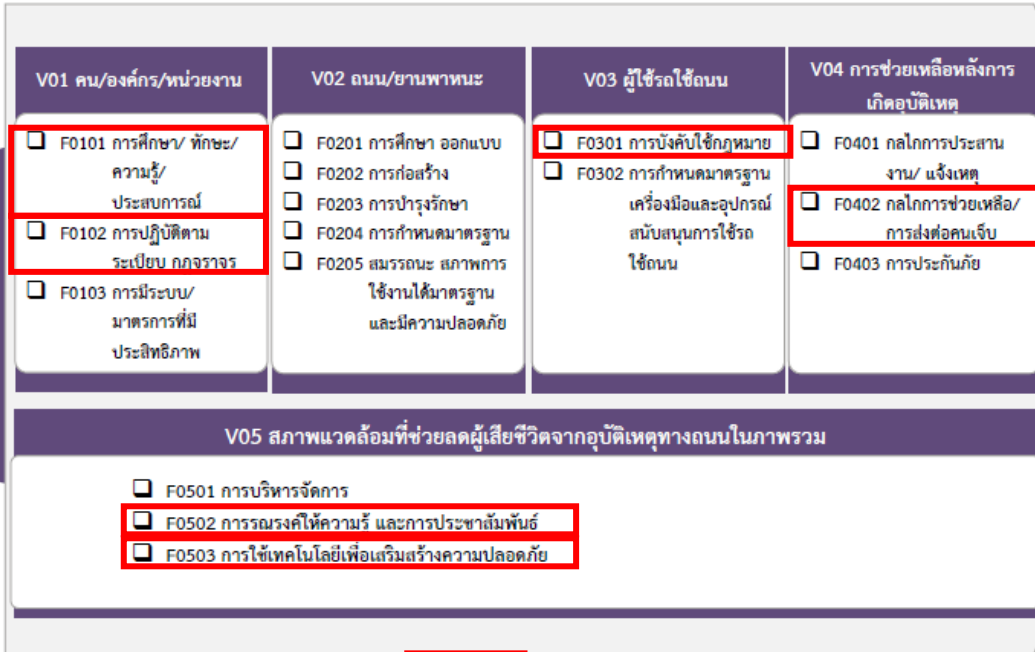 V01 คน/องค์กร/หน่วยงาน
❑ F0101 การศึกษา/ ทักษะ/
ความรู้/
ประสบการณ์
❑ F0102 การปฏิบัติตาม
ระเบียบ กฎจราจร
❑ F0103 การมีระบบ/
มาตรการที่มี
ประสิทธิภาพ
V02 ถนน/ยานพาหนะ
❑ F0201 การศึกษา ออกแบบ
❑ F0202 การก่อสร้าง
❑ F0203 การบำรุงรักษา
❑ F0204 การกำหนดมาตรฐาน
❑ F0205 สมรรถนะ สภาพการ
ใช้งานได้มาตรฐาน
และมีความปลอดภัย
V03 ผู้ใช้รถใช้ถนน
❑ F0301 การบังคับใช้กฎหมาย
❑ F0302 การกำหนดมาตรฐาน
เครื่องมือและอุปกรณ์
สนับสนุนการใช้รถ
ใช้ถนน
V04 การช่วยเหลือหลังการ
เกิดอุบัติเหตุ
❑ F0401 กลไกการประสาน
งาน/ แจ้งเหตุ
❑ F0402 กลไกการช่วยเหลือ/
การส่งต่อคนเจ็บ
❑ F0403 การประกันภัย
V05 สภาพแวดล้อมที่ช่วยลดผู้เสียชีวิตจากอุบัติเหตุทางถนนในภาพรวม
❑ F0501 การบริหารจัดการ
❑ F0502 การรณรงค์ให้ความรู้ และการประชาสัมพันธ์
❑ F0503 การใช้เทคโนโลยีเพื่อเสริมสร้างความปลอดภัย